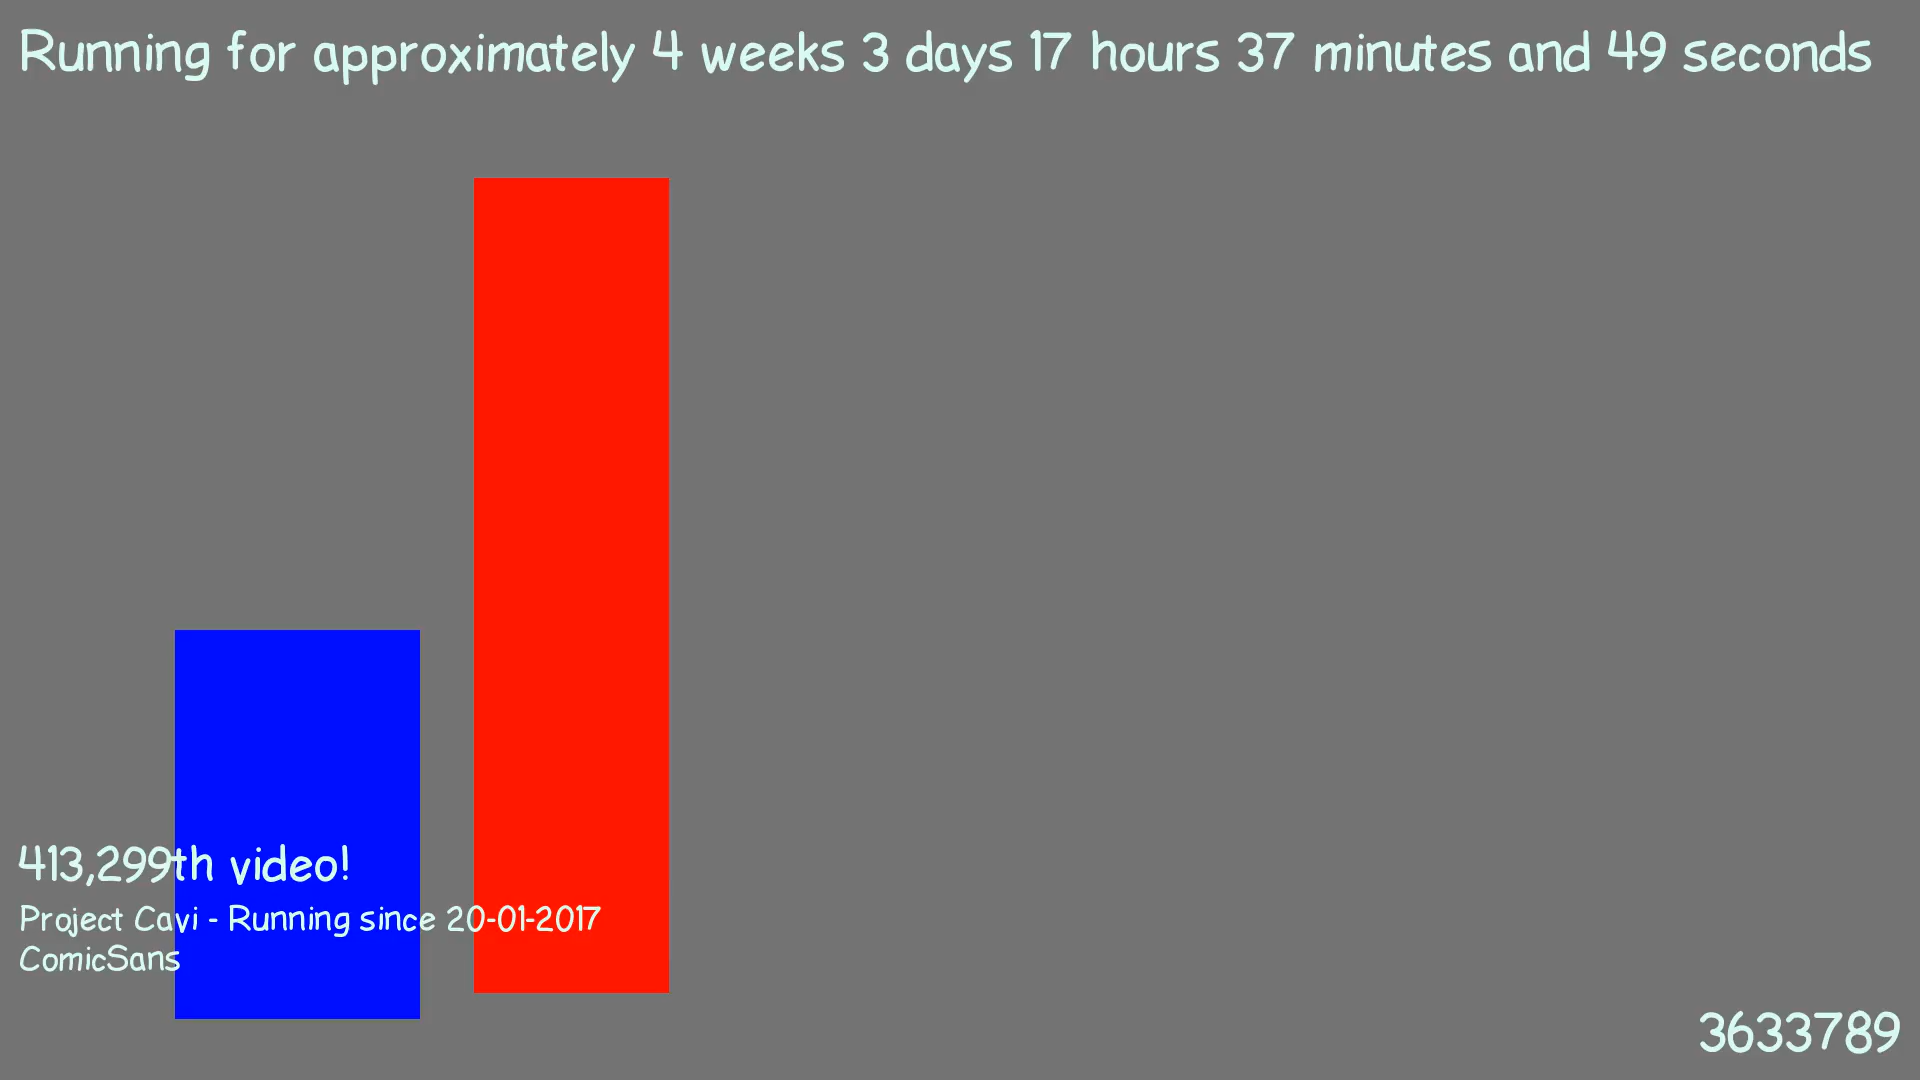 Running for approximately 4 weeks 3 days 17 hours 37 minutes and 49 seconds
413,299th video!
Project Cavi - Running since 20-01-2017
ComicSans
3633789